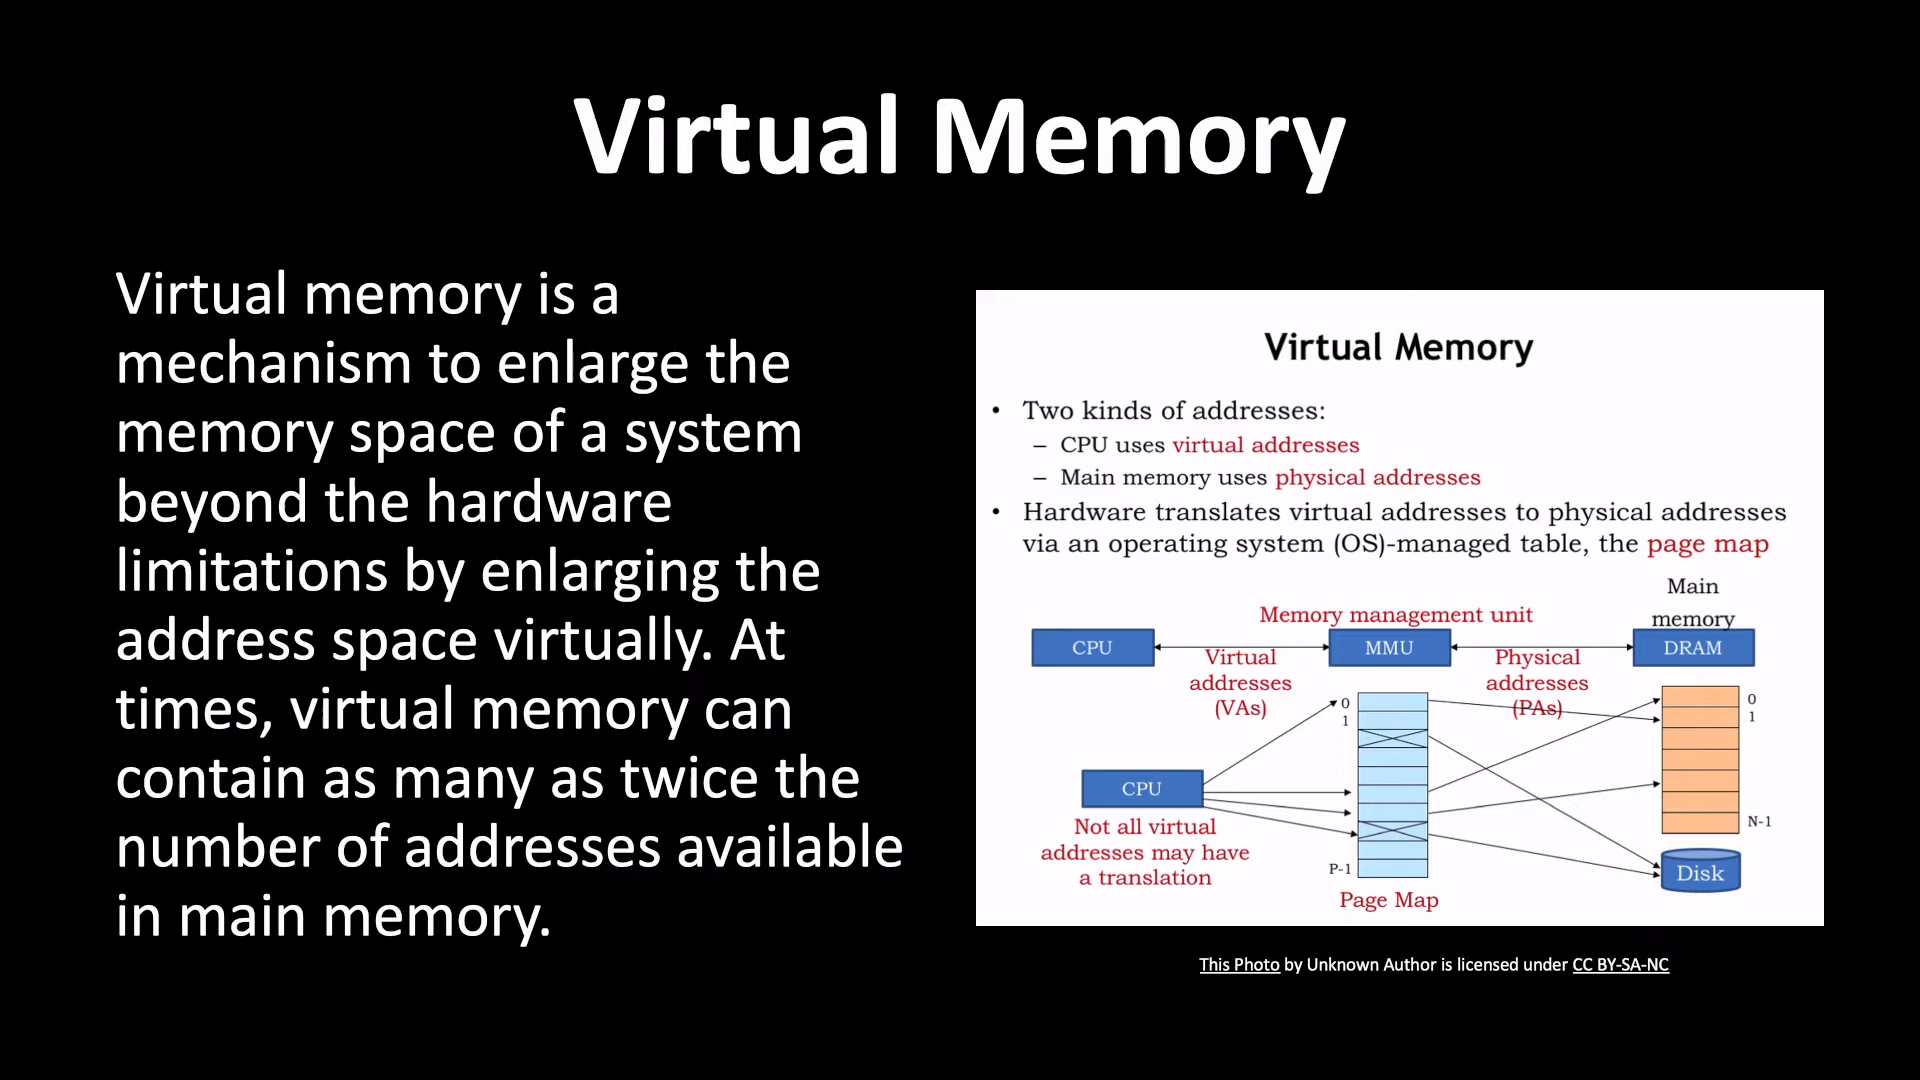 Virtual Memory
Virtual memory is a
mechanism to enlarge the
memory space of a system
beyond the hardware
limitations by enlarging the
address space virtually. At
times, virtual memory can
contain as many as twice the
number of addresses available
in main memory.
Virtual Memory
• Two kinds of addresses:
– CPU uses virtual addresses
– Main memory uses physical addresses
• Hardware translates virtual addresses to physical addresses
via an operating system (OS)-managed table, the page map
Main
memory
Memory management unit
CPU
MMU
DRAM
Virtual
addresses
(VAs)
Physical
addresses
(PAs)
0
1
0
1
CPU
Not all virtual
addresses may have
a translation
P-1
N-1
Page Map
Disk
This Photo by Unknown Author is licensed under CC BY-SA-NC